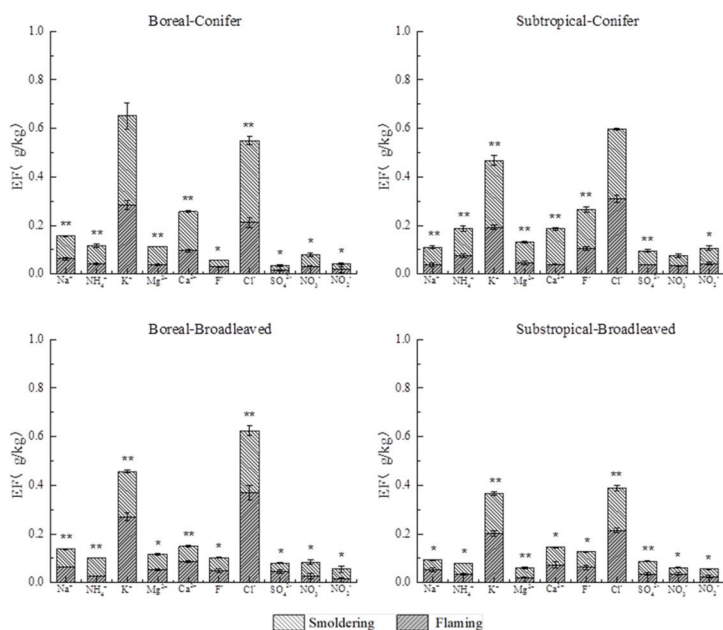 Boreal-Conifer
EF( g/kg)
1.0
0.8
0.6
0.4
0.2
0.0
** ** ** ** * ** * * *
Na⁺ NH₄⁺ K⁺ Mg²⁺ Ca²⁺ F⁻ Cl⁻ SO₄²⁻ NO₃⁻ NO₂⁻
Subtropical-Conifer
EF( g/kg)
1.0
0.8
0.6
0.4
0.2
0.0
** ** ** ** ** ** ** *
Na⁺ NH₄⁺ K⁺ Mg²⁺ Ca²⁺ F⁻ Cl⁻ SO₄²⁻ NO₃⁻ NO₂⁻
Boreal-Broadleaved
EF( g/kg)
1.0
0.8
0.6
0.4
0.2
0.0
** ** ** * ** * ** * * *
Na⁺ NH₄⁺ K⁺ Mg²⁺ Ca²⁺ F⁻ Cl⁻ SO₄²⁻ NO₃⁻ NO₂⁻
Substropical-Broadleaved
EF( g/kg)
1.0
0.8
0.6
0.4
0.2
0.0
* * ** ** * * ** ** * *
Na⁺ NH₄⁺ K⁺ Mg²⁺ Ca²⁺ F⁻ Cl⁻ SO₄²⁻ NO₃⁻ NO₂⁻
Smoldering Flaming